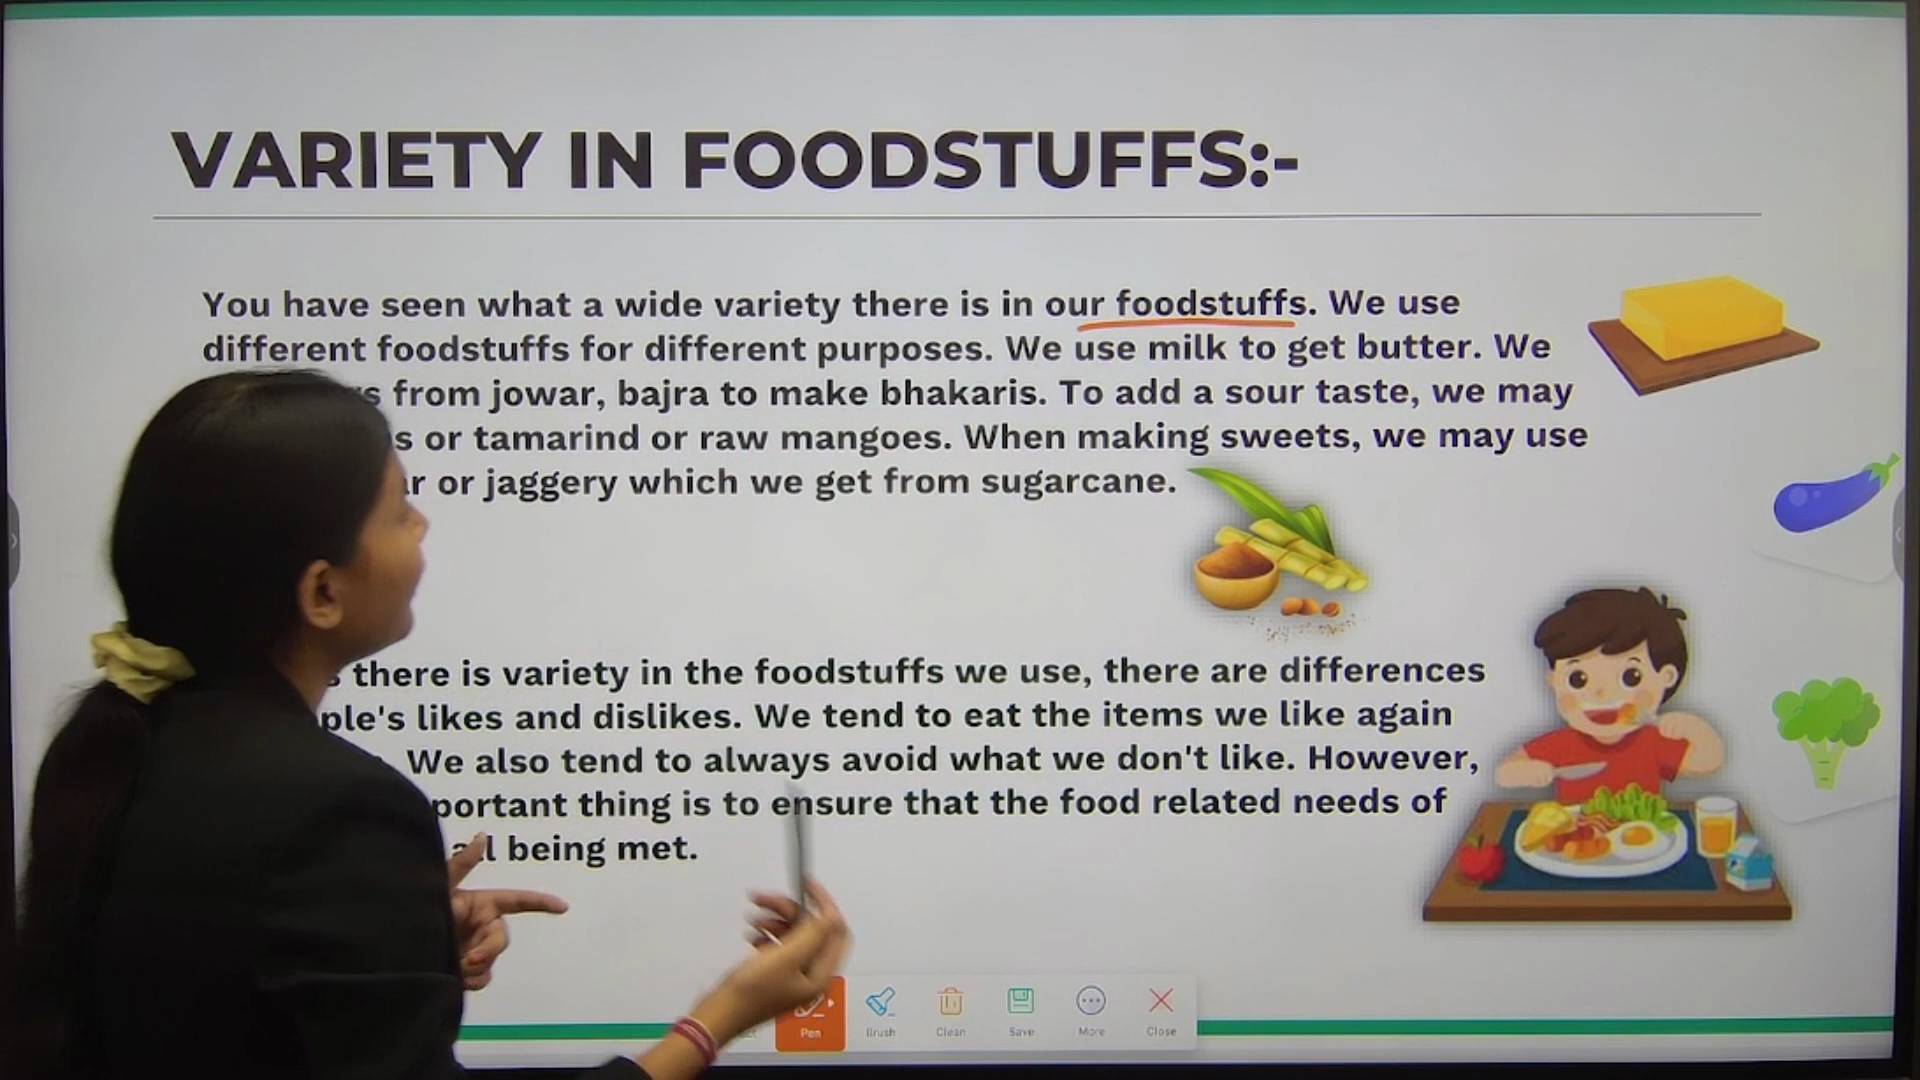 VARIETY IN FOODSTUFFS:-
You have seen what a wide variety there is in our foodstuffs. We use
different foodstuffs for different purposes. We use milk to get butter. We
from jowar, bajra to make bhakaris. To add a sour taste, we may
or tamarind or raw mangoes. When making sweets, we may use
or jaggery which we get from sugarcane.
there is variety in the foodstuffs we use, there are differences
likes and dislikes. We tend to eat the items we like again
We also tend to always avoid what we don't like. However,
thing is to ensure that the food related needs of
being met.
Pen
Brush
Clean
Save
More
Close